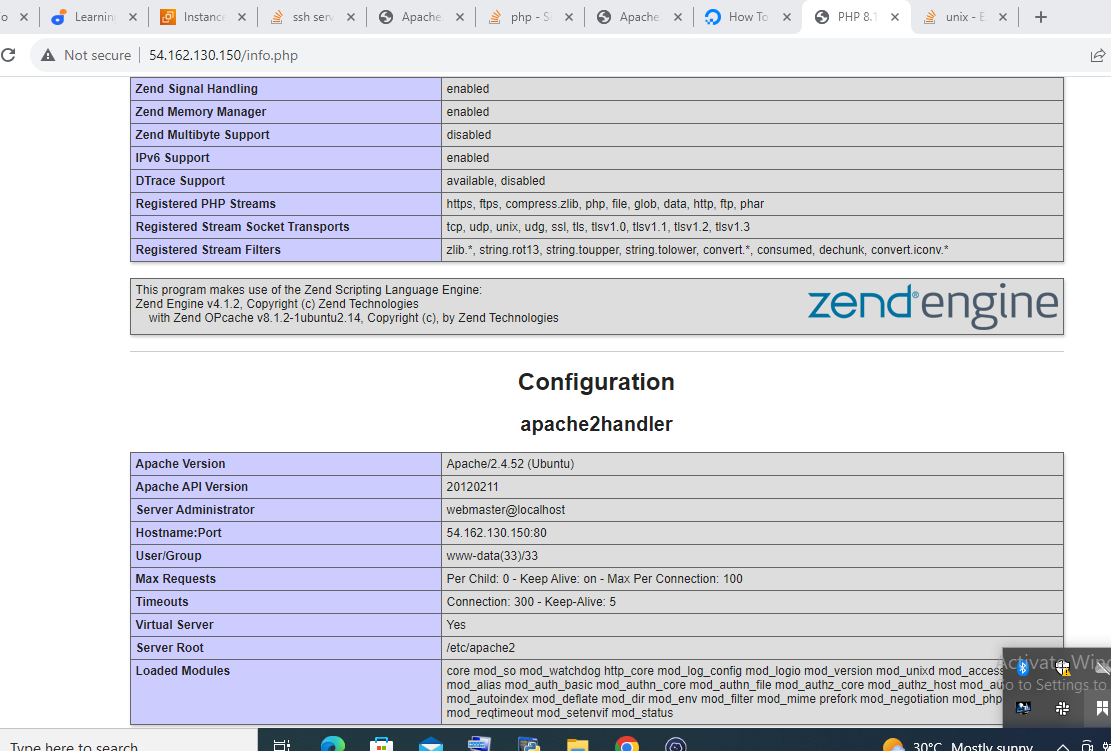 o
Learnin
Instance
ssh serv
Apache
php - S
Apache
How To
PHP 8.1
unix - E
Not secure
54.162.130.150/info.php
Zend Signal Handling enabled
Zend Memory Manager enabled
Zend Multibyte Support disabled
IPv6 Support enabled
DTrace Support available, disabled
Registered PHP Streams https, ftps, compress.zlib, php, file, glob, data, http, ftp, phar
Registered Stream Socket Transports tcp, udp, unix, udg, ssl, tls, tlsv1.0, tlsv1.1, tlsv1.2, tlsv1.3
Registered Stream Filters zlib.*, string.rot13, string.toupper, string.tolower, convert.*, consumed, dechunk, convert.iconv.*
This program makes use of the Zend Scripting Language Engine:
Zend Engine v4.1.2, Copyright (c) Zend Technologies
with Zend OPcache v8.1.2-1ubuntu2.14, Copyright (c), by Zend Technologies
zend® engine
Configuration
apache2handler
Apache Version Apache/2.4.52 (Ubuntu)
Apache API Version 20120211
Server Administrator webmaster@localhost
Hostname:Port 54.162.130.150:80
User/Group www-data(33)/33
Max Requests Per Child: 0 - Keep Alive: on - Max Per Connection: 100
Timeouts Connection: 300 - Keep-Alive: 5
Virtual Server Yes
Server Root /etc/apache2
Loaded Modules core mod_so mod_watchdog http_core mod_log_config mod_logio mod_version mod_unixd mod_access
mod_alias mod_auth_basic mod_authn_core mod_authn_file mod_authz_core mod_authz_host mod_au
mod_autoindex mod_deflate mod_dir mod_env mod_filter mod_mime prefork mod_negotiation mod_php
mod_reqtimeout mod_setenvif mod_status
Activate Wind
Go to Settings to
Type here to search
30°C Mostly sunny